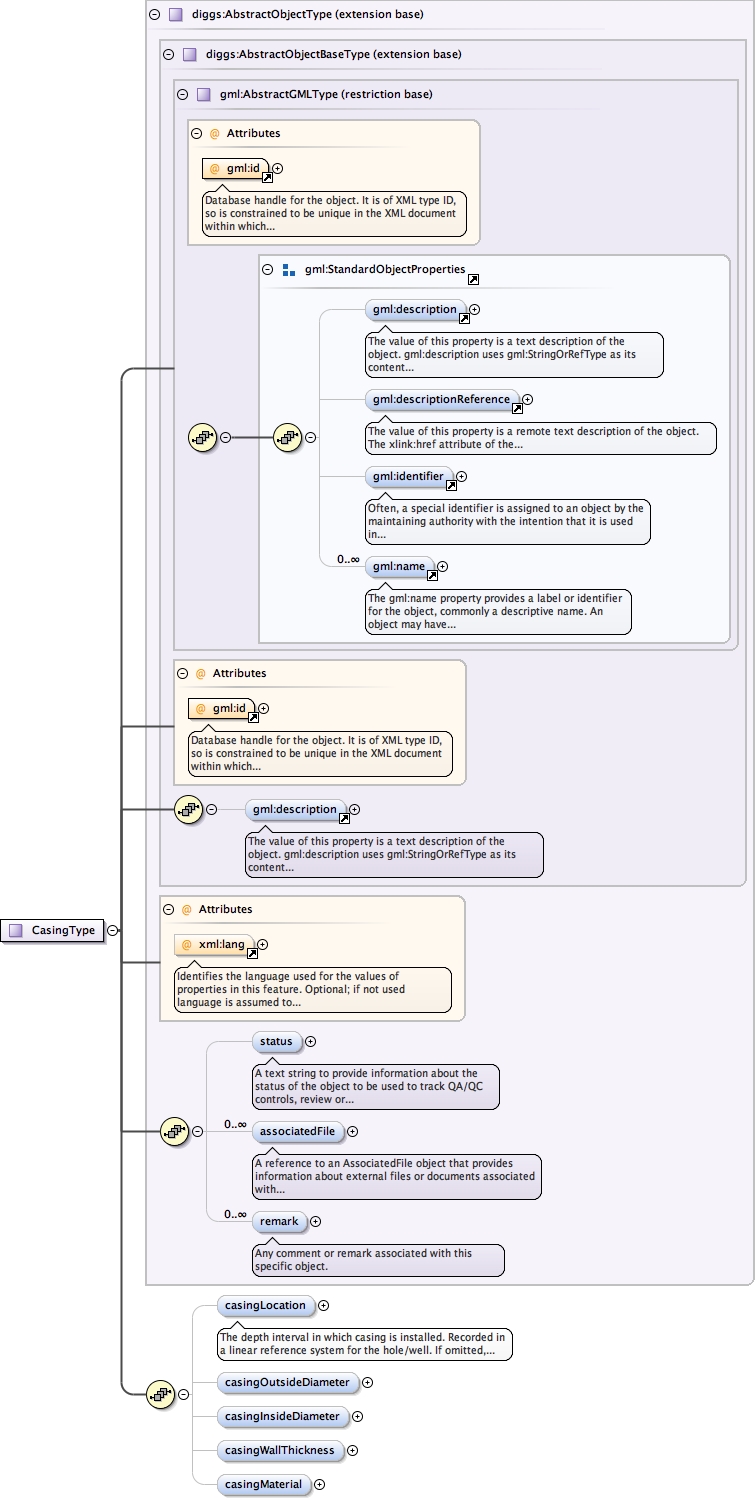 diggs:AbstractObjectType (extension base)
diggs:AbstractObjectBaseType (extension base)
gml:AbstractGMLType (restriction base)
@ Attributes
@ gml:id
Database handle for the object. It is of XML type ID,
so is constrained to be unique in the XML document
within which...
gml:StandardObjectProperties
gml:description
The value of this property is a text description of the
object. gml:description uses gml:StringOrRefType as its
content...
gml:descriptionReference
The value of this property is a remote text description of the object.
The xlink:href attribute of the...
gml:identifier
Often, a special identifier is assigned to an object by the
maintaining authority with the intention that it is used
in...
0..∞
gml:name
The gml:name property provides a label or identifier
for the object, commonly a descriptive name. An
object may have...
@ Attributes
@ gml:id
Database handle for the object. It is of XML type ID,
so is constrained to be unique in the XML document
within which...
gml:description
The value of this property is a text description of the
object. gml:description uses gml:StringOrRefType as its
content...
CasingType
@ Attributes
@ xml:lang
Identifies the language used for the values of
properties in this feature. Optional; if not used
language is assumed to...
status
A text string to provide information about the
status of the object to be used to track QA/QC
controls, review or...
0..∞
associatedFile
A reference to an AssociatedFile object that provides
information about external files or documents associated
with...
0..∞
remark
Any comment or remark associated with this
specific object.
casingLocation
The depth interval in which casing is installed. Recorded in
a linear reference system for the hole/well. If omitted,...
casingOutsideDiameter
casingInsideDiameter
casingWallThickness
casingMaterial